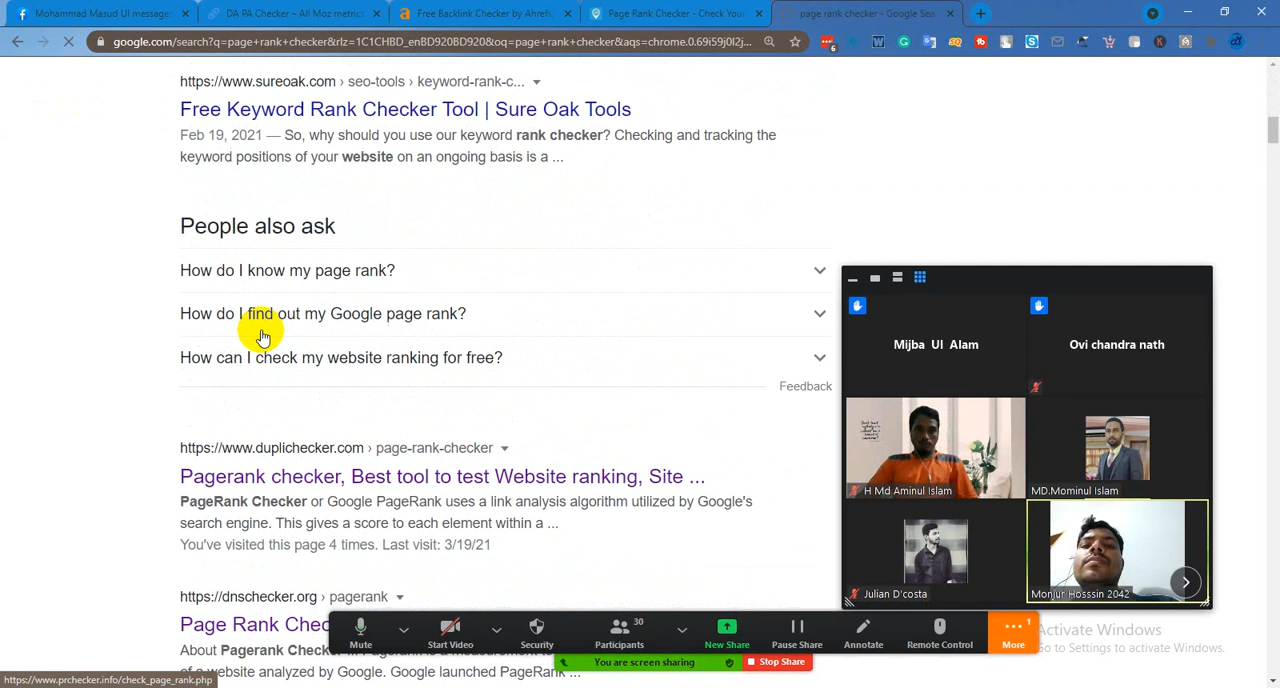 Mohammad Masud Ul message
DA PA Checker – All Moz metrics
Free Backlink Checker by Ahrefs
Page Rank Checker - Check Your
page rank checker - Google Sea
google.com/search?q=page+rank+checker&rlz=1C1CHBD_enBD920BD920&oq=page+rank+checker&aqs=chrome.0.69i59j0l2j...
https://www.sureoak.com › seo-tools › keyword-rank-c...
Free Keyword Rank Checker Tool | Sure Oak Tools
Feb 19, 2021 — So, why should you use our keyword rank checker? Checking and tracking the
keyword positions of your website on an ongoing basis is a ...
People also ask
How do I know my page rank?
How do I find out my Google page rank?
How can I check my website ranking for free?
Feedback
https://www.duplichecker.com › page-rank-checker
Pagerank checker, Best tool to test Website ranking, Site ...
PageRank Checker or Google PageRank uses a link analysis algorithm utilized by Google's
search engine. This gives a score to each element within a ...
You've visited this page 4 times. Last visit: 3/19/21
https://dnschecker.org › pagerank
Page Rank Chec
About Pagerank Checke
of a website analyzed by Google. Google launched PageRank
https://www.prchecker.info/check_page_rank.php
Mijba Ul Alam
Ovi chandra nath
H Md Aminul Islam
MD.Mominul Islam
Julian D'costa
Monjur Hosssin 2042
Mute
Start Video
Security
30
Participants
New Share
Pause Share
Annotate
Remote Control
1
More
You are screen sharing
Stop Share
Activate Windows
Go to Settings to activate Windows.